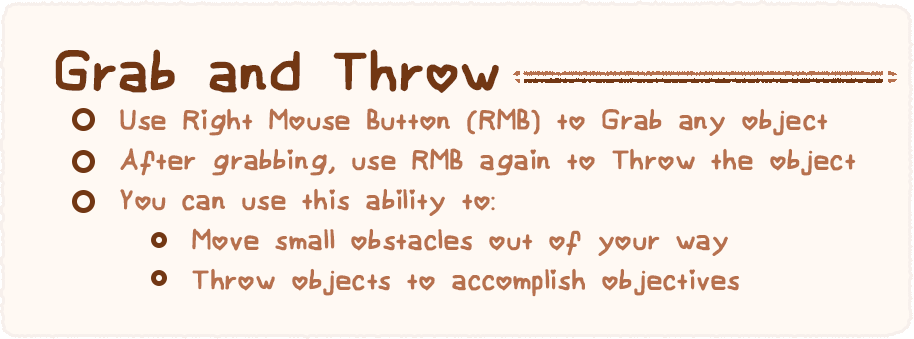 Grab and Throw
Use Right Mouse Button (RMB) to Grab any object
After grabbing, use RMB again to Throw the object
You can use this ability to:
Move small obstacles out of your way
Throw objects to accomplish objectives